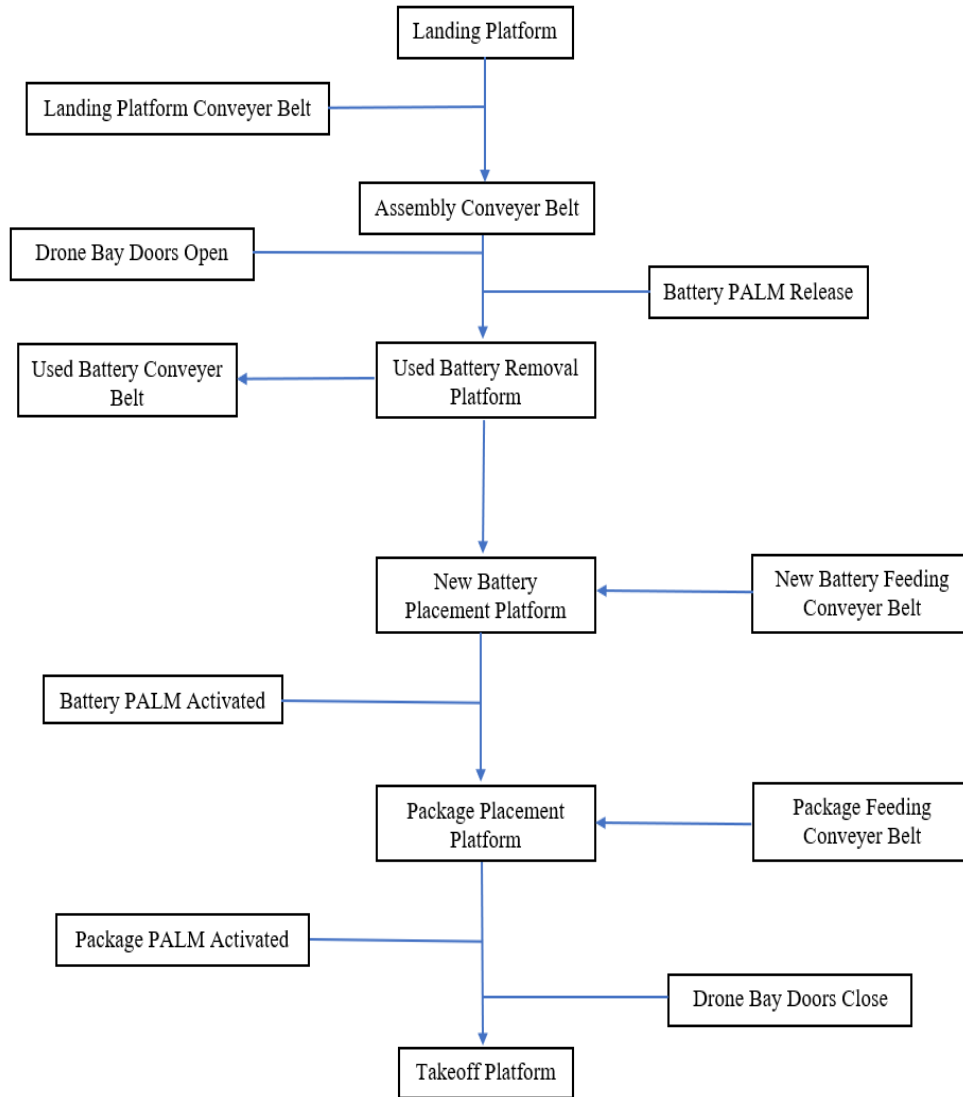 Landing Platform
Landing Platform Conveyer Belt
Assembly Conveyer Belt
Drone Bay Doors Open
Battery PALM Release
Used Battery Conveyer
Belt
Used Battery Removal
Platform
New Battery
Placement Platform
New Battery Feeding
Conveyer Belt
Battery PALM Activated
Package Placement
Platform
Package Feeding
Conveyer Belt
Package PALM Activated
Drone Bay Doors Close
Takeoff Platform